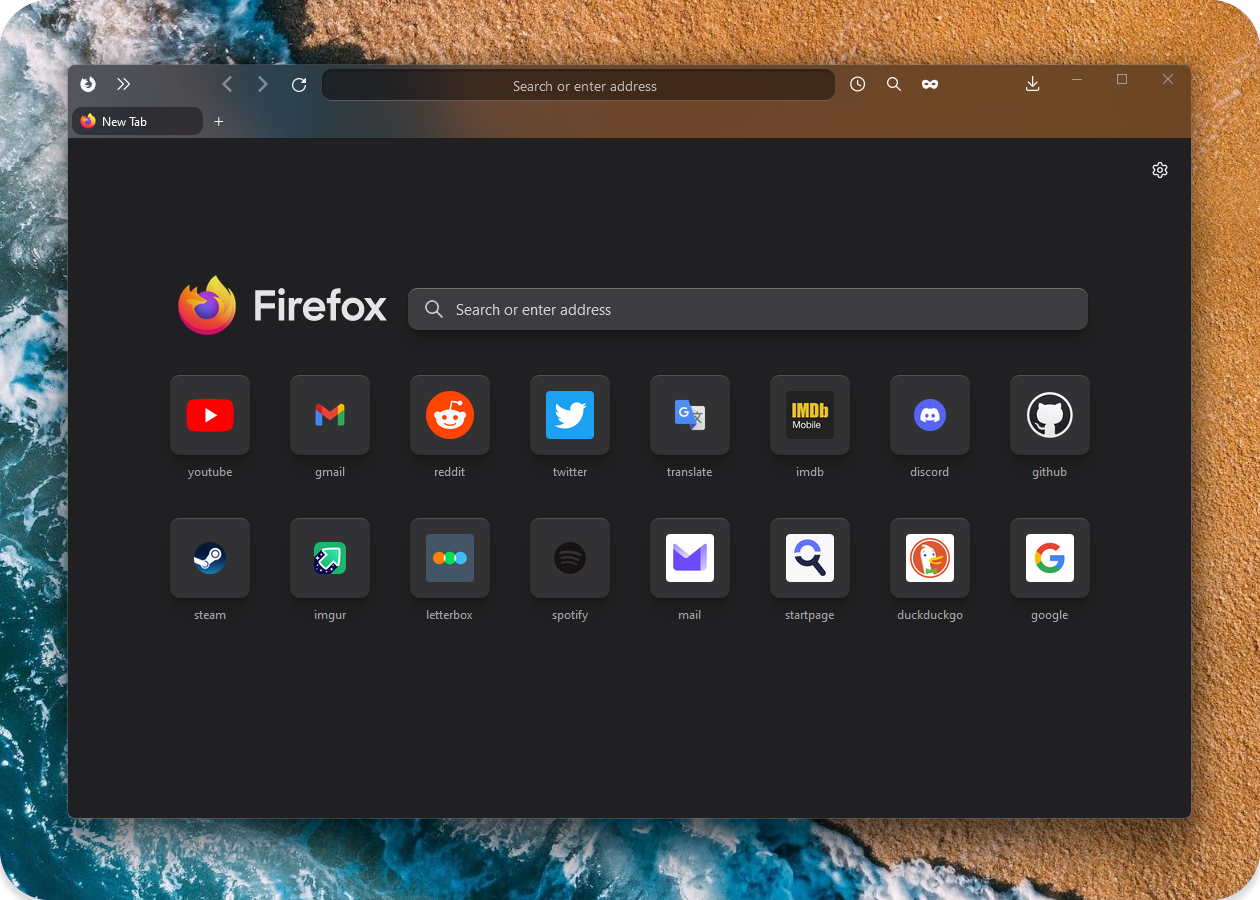 Search or enter address
New Tab
Firefox
Search or enter address
IMDb
Mobile
youtube
gmail
reddit
twitter
translate
imdb
discord
github
steam
imgur
letterbox
spotify
mail
startpage
duckduckgo
google